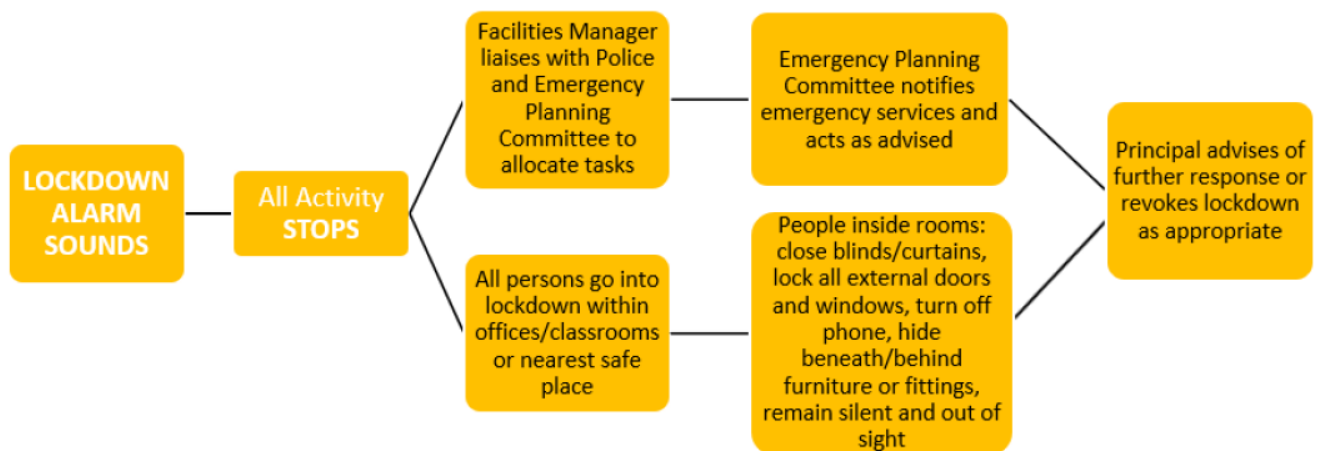 LOCKDOWN
ALARM
SOUNDS
All Activity
STOPS
Facilities Manager
liaises with Police
and Emergency
Planning
Committee to
allocate tasks
Emergency Planning
Committee notifies
emergency services and
acts as advised
All persons go into
lockdown within
offices/classrooms
or nearest safe
place
People inside rooms:
close blinds/curtains,
lock all external doors
and windows, turn off
phone, hide
beneath/behind
furniture or fittings,
remain silent and out of
sight
Principal advises of
further response or
revokes lockdown
as appropriate